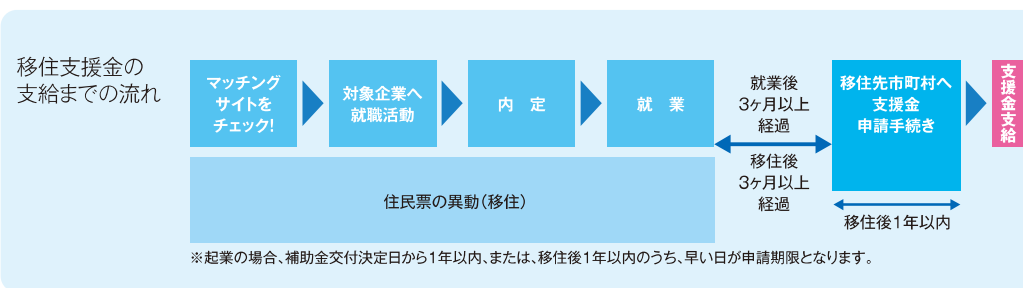 移住支援金の
支給までの流れ
マッチング
サイトを
チェック!
対象企業へ
就職活動
内 定
就 業
就業後
3ヶ月以上
経過
移住後
3ヶ月以上
経過
移住先市町村へ
支援金
申請手続き
支援金支給
住民票の異動(移住)
移住後1年以内
※起業の場合、補助金交付決定日から1年以内、または、移住後1年以内のうち、早い日が申請期限となります。